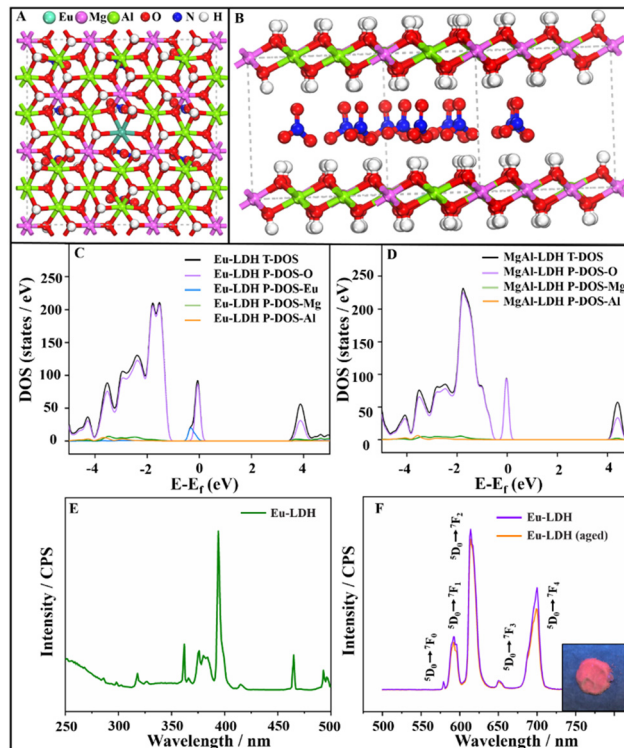 A Eu Mg Al O N H
B
C
Eu-LDH T-DOS
Eu-LDH P-DOS-O
Eu-LDH P-DOS-Eu
Eu-LDH P-DOS-Mg
Eu-LDH P-DOS-Al
DOS (states / eV)
250
200
150
100
50
0
-4 -2 0 2 4
E-Ef (eV)
D
MgAl-LDH T-DOS
MgAl-LDH P-DOS-O
MgAl-LDH P-DOS-Mg
MgAl-LDH P-DOS-Al
DOS (states / eV)
250
200
150
100
50
0
-4 -2 0 2 4
E-Ef (eV)
E
Eu-LDH
Intensity / CPS
250 300 350 400 450 500
Wavelength / nm
F
Eu-LDH
Eu-LDH (aged)
⁵D₀→⁷F₀
⁵D₀→⁷F₁
⁵D₀→⁷F₂
⁵D₀→⁷F₃
⁵D₀→⁷F₄
Intensity / CPS
500 550 600 650 700 750
Wavelength / nm